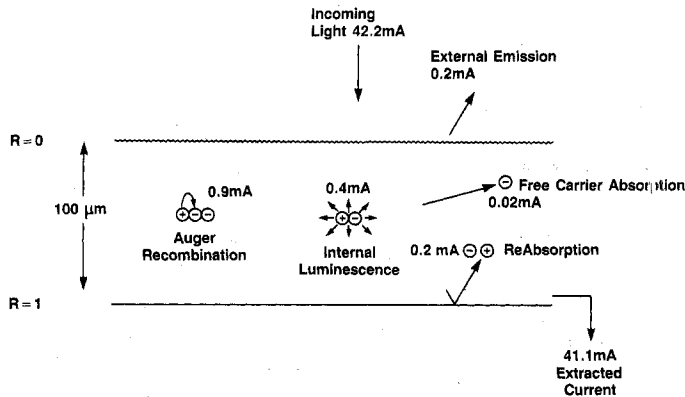 Incoming
Light 42.2mA
External Emission
0.2mA
R=0
0.9mA
0.4mA
Free Carrier Absorption
0.02mA
100 μm
Auger
Recombination
Internal
Luminescence
0.2 mA
ReAbsorption
R=1
41.1mA
Extracted
Current